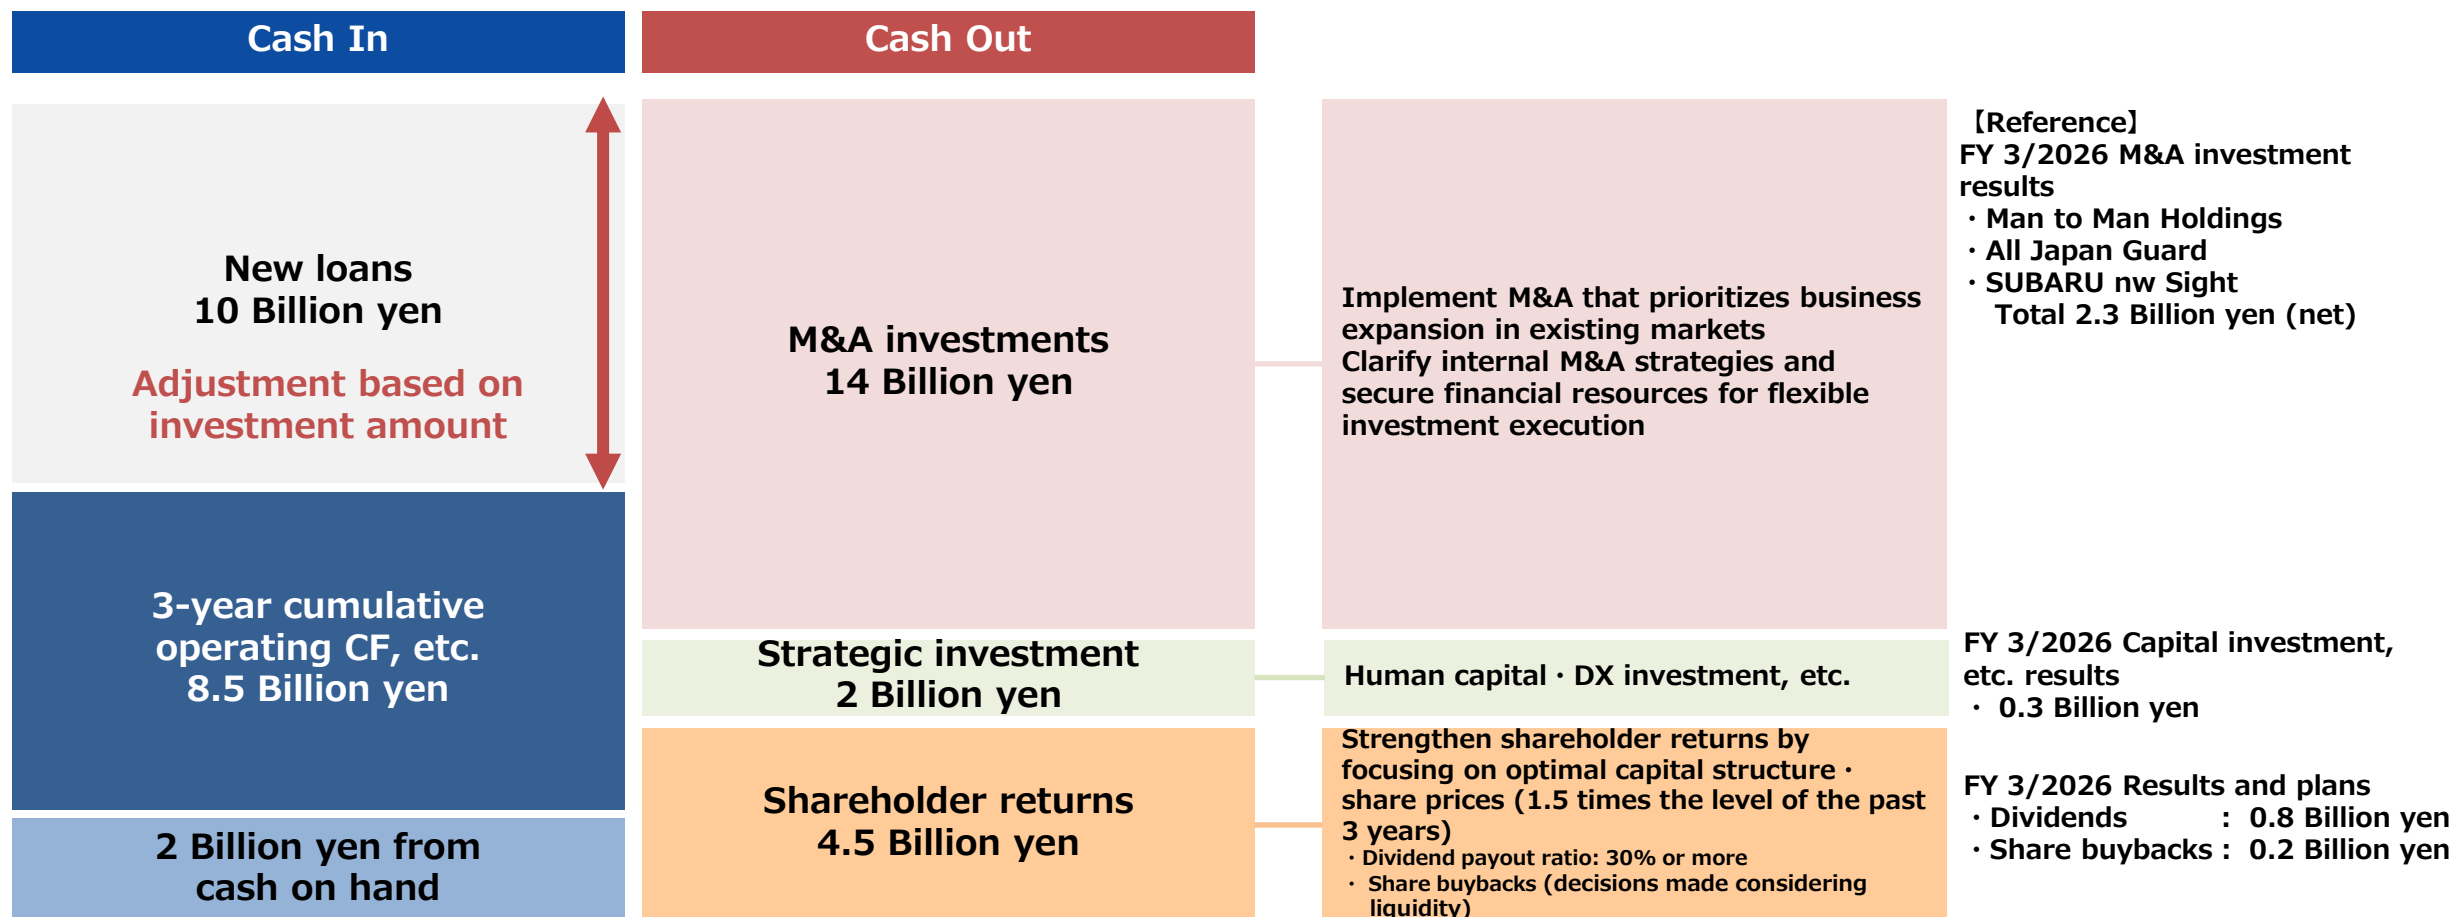 Cash In
Cash Out
New loans
10 Billion yen
Adjustment based on
investment amount
3-year cumulative
operating CF, etc.
8.5 Billion yen
2 Billion yen from
cash on hand
M&A investments
14 Billion yen
Strategic investment
2 Billion yen
Shareholder returns
4.5 Billion yen
Implement M&A that prioritizes business
expansion in existing markets
Clarify internal M&A strategies and
secure financial resources for flexible
investment execution
Human capital・DX investment, etc.
Strengthen shareholder returns by
focusing on optimal capital structure・
share prices (1.5 times the level of the past
3 years)
・Dividend payout ratio: 30% or more
・ Share buybacks (decisions made considering
liquidity)
【Reference】
FY 3/2026 M&A investment
results
・Man to Man Holdings
・All Japan Guard
・SUBARU nw Sight
Total 2.3 Billion yen (net)
FY 3/2026 Capital investment,
etc. results
・ 0.3 Billion yen
FY 3/2026 Results and plans
・Dividends : 0.8 Billion yen
・Share buybacks : 0.2 Billion yen